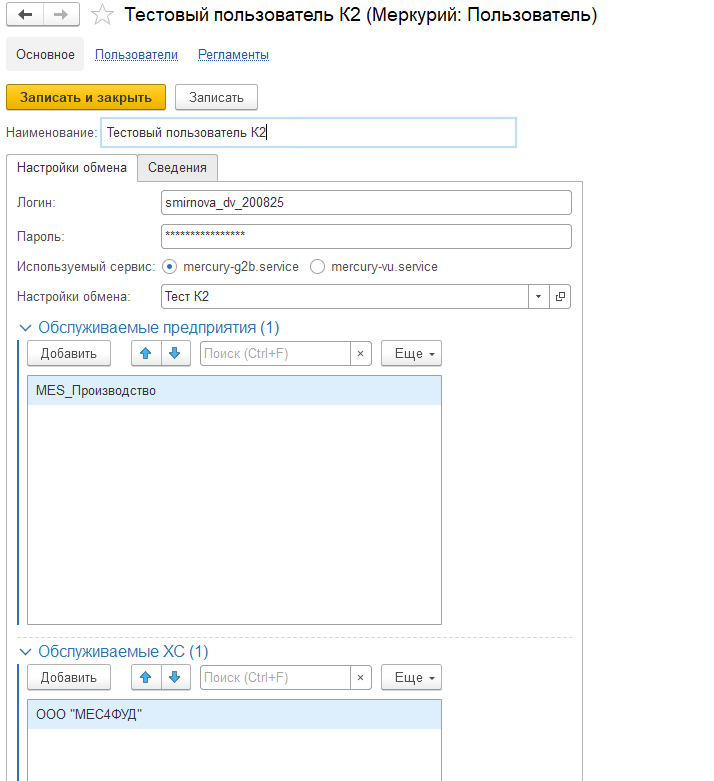 Тестовый пользователь К2 (Меркурий: Пользователь)
Основное Пользователи Регламенты
Записать и закрыть Записать
Наименование: Тестовый пользователь К2
Настройки обмена Сведения
Логин: smirnova_dv_200825
Пароль: ****************
Используемый сервис: mercury-g2b.service mercury-vu.service
Настройки обмена: Тест К2
Обслуживаемые предприятия (1)
Добавить Поиск (Ctrl+F) × Еще
MES_Производство
Обслуживаемые ХС (1)
Добавить Поиск (Ctrl+F) × Еще
ООО "МЕС4ФУД"